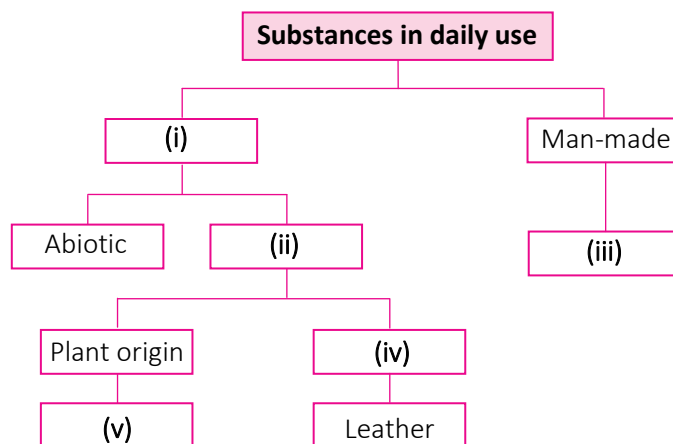 Substances in daily use
(i)
Man-made
Abiotic
(ii)
(iii)
Plant origin
(iv)
(v)
Leather